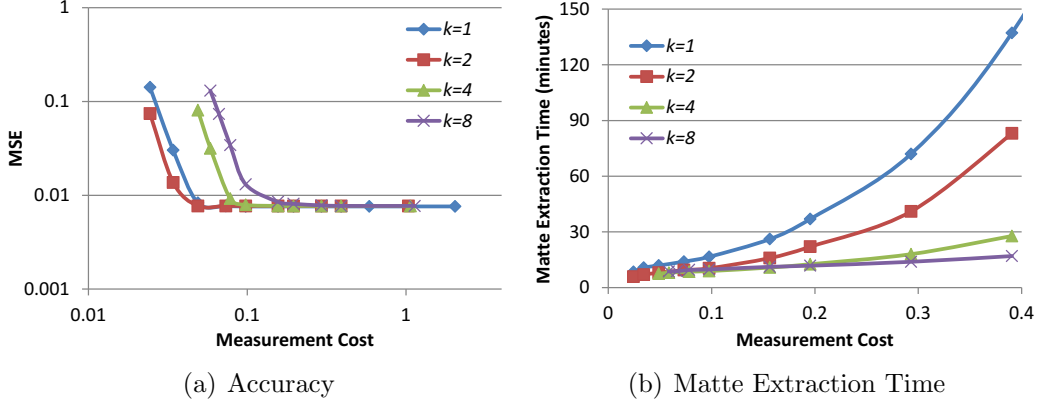 1
0.1
0.01
0.001
MSE
0.01
0.1
1
Measurement Cost
k=1
k=2
k=4
k=8
(a) Accuracy
150
120
90
60
30
0
Matte Extraction Time (minutes)
0
0.1
0.2
0.3
0.4
Measurement Cost
k=1
k=2
k=4
k=8
(b) Matte Extraction Time